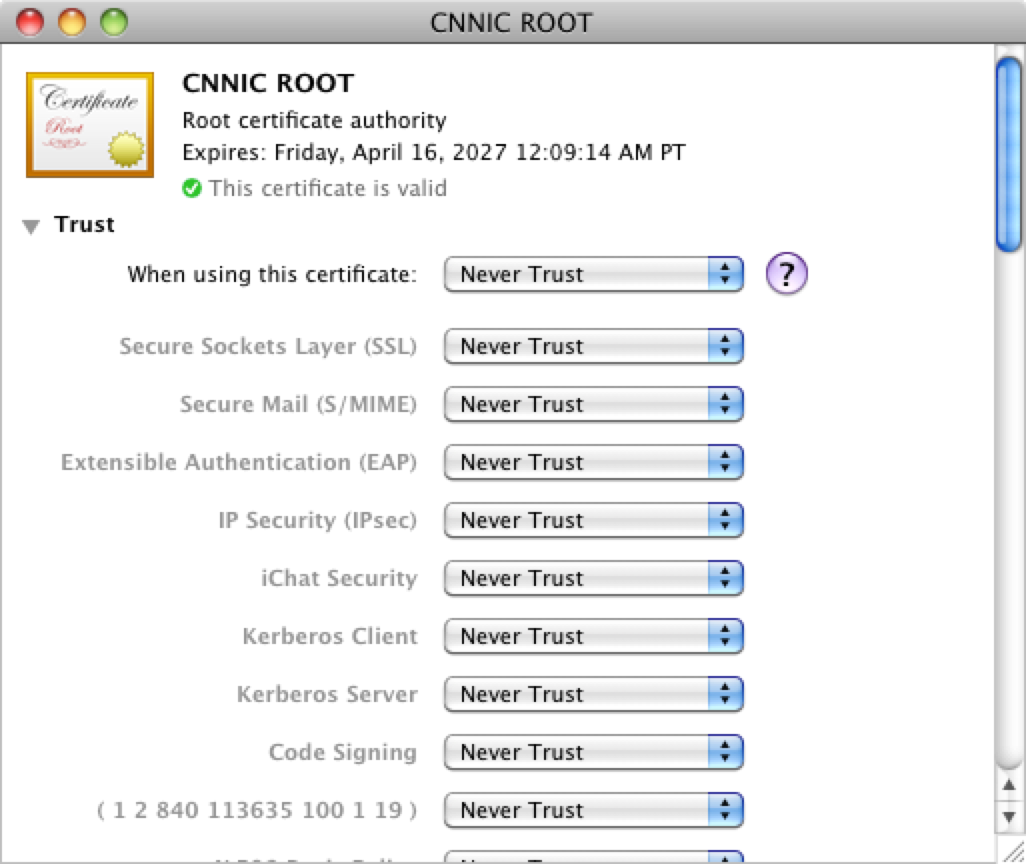 CNNIC ROOT
Certificate
Root
CNNIC ROOT
Root certificate authority
Expires: Friday, April 16, 2027 12:09:14 AM PT
This certificate is valid
Trust
When using this certificate: Never Trust ?
Secure Sockets Layer (SSL) Never Trust
Secure Mail (S/MIME) Never Trust
Extensible Authentication (EAP) Never Trust
IP Security (IPsec) Never Trust
iChat Security Never Trust
Kerberos Client Never Trust
Kerberos Server Never Trust
Code Signing Never Trust
( 1 2 840 113635 100 1 19 ) Never Trust